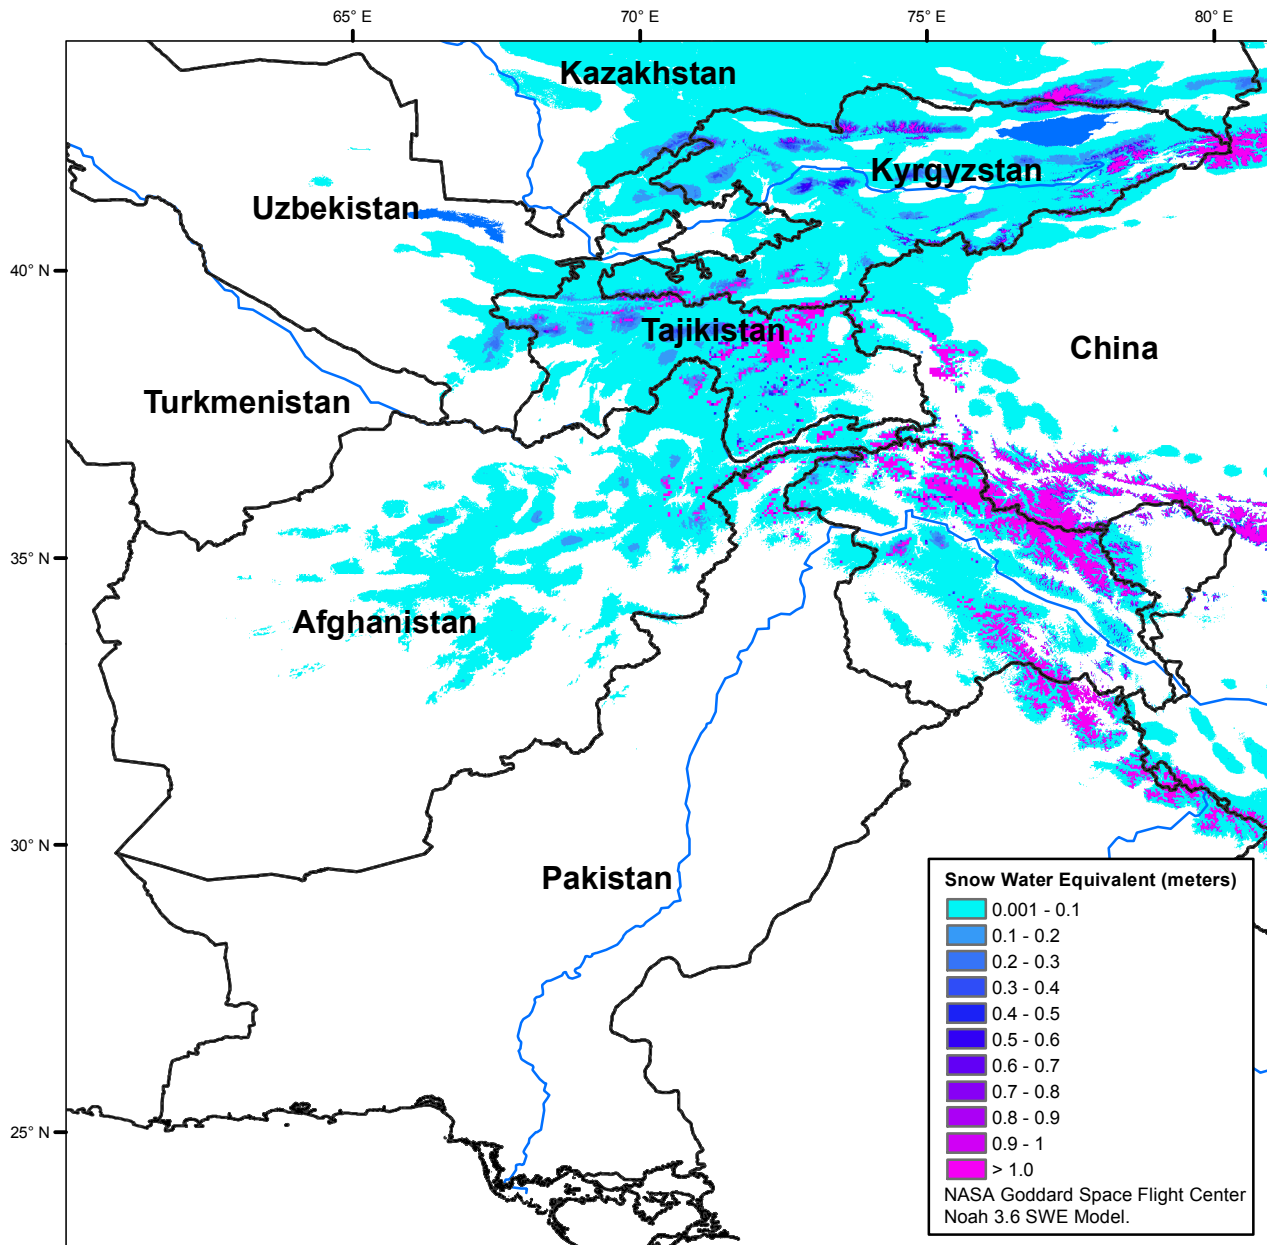 65° E
70° E
75° E
80° E
Kazakhstan
Kyrgyzstan
Uzbekistan
40° N
Tajikistan
China
Turkmenistan
35° N
Afghanistan
30° N
Pakistan
25° N
Snow Water Equivalent (meters)
0.001 - 0.1
0.1 - 0.2
0.2 - 0.3
0.3 - 0.4
0.4 - 0.5
0.5 - 0.6
0.6 - 0.7
0.7 - 0.8
0.8 - 0.9
0.9 - 1
> 1.0
NASA Goddard Space Flight Center
Noah 3.6 SWE Model.